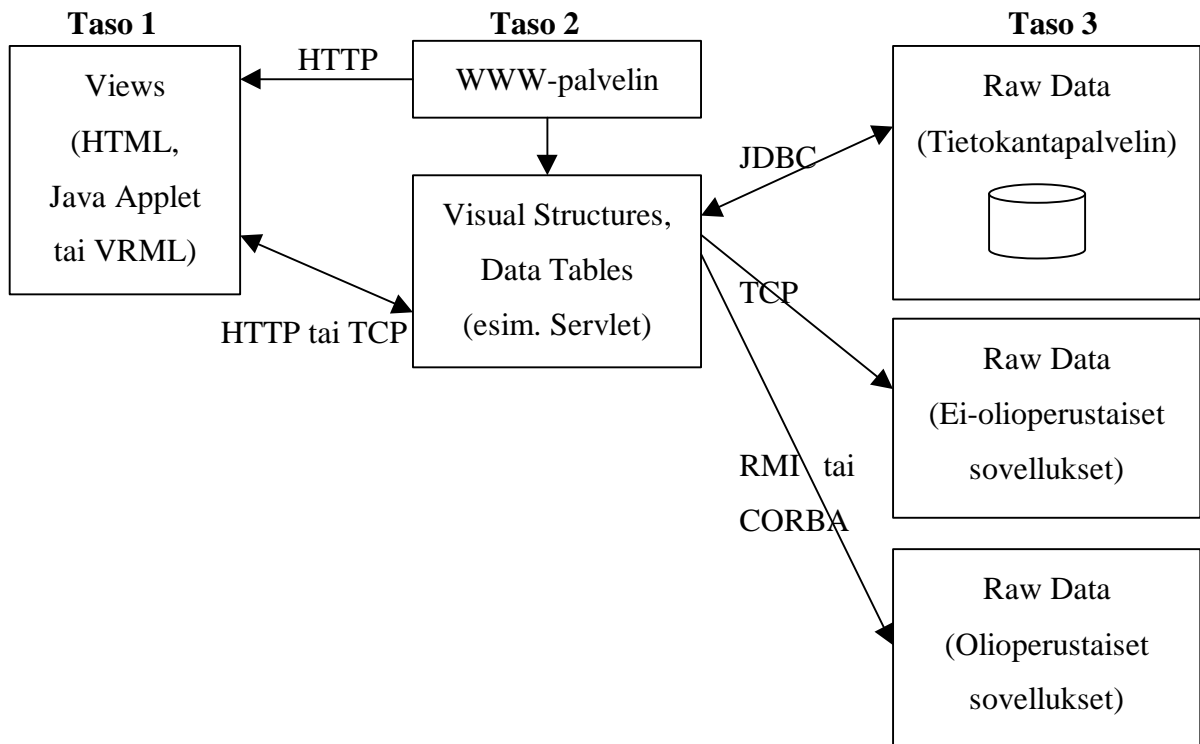 Taso 1
Taso 2
Taso 3
Views
(HTML,
Java Applet
tai VRML)
HTTP
WWW-palvelin
HTTP tai TCP
Visual Structures,
Data Tables
(esim. Servlet)
JDBC
TCP
RMI tai
CORBA
Raw Data
(Tietokantapalvelin)
Raw Data
(Ei-olioperustaiset
sovellukset)
Raw Data
(Olioperustaiset
sovellukset)